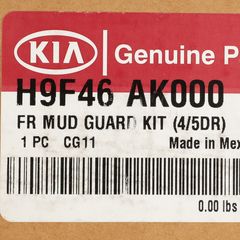 KIA
Genuine P
H9F46 AK000
FR MUD GUARD KIT (4/5DR)
1 PC CG11 Made in Mex
0.00 lbs